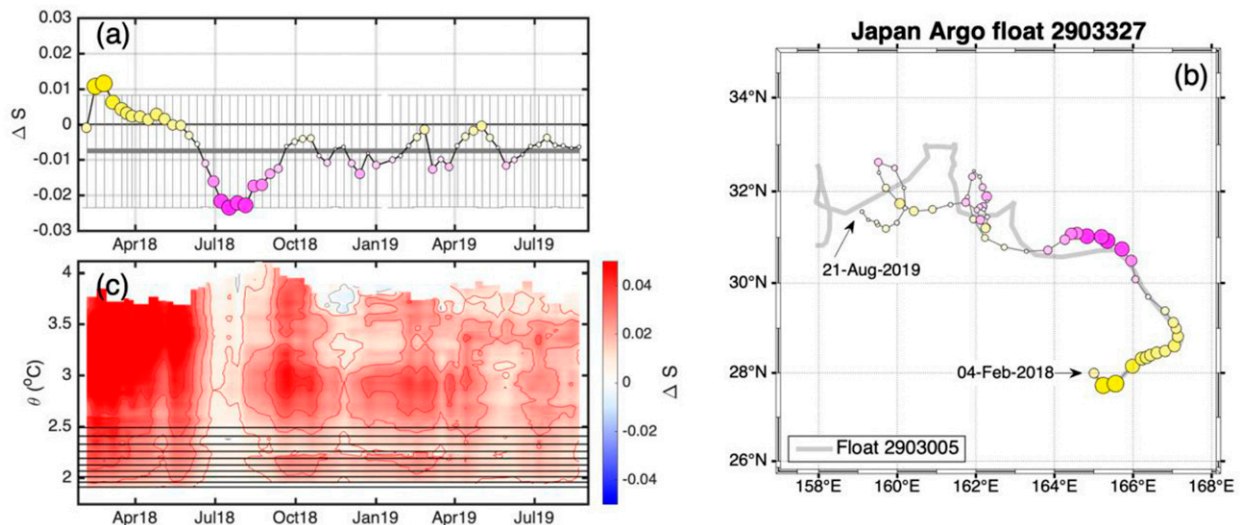 (a)
0.03
0.02
0.01
0
-0.01
-0.02
-0.03
Δ S
Apr18 Jul18 Oct18 Jan19 Apr19 Jul19
(c)
4
3.5
3
2.5
2
θ (°C)
Apr18 Jul18 Oct18 Jan19 Apr19 Jul19
0.04
0.02
0
-0.02
-0.04
Δ S
Japan Argo float 2903327
(b)
34°N
32°N
30°N
28°N
26°N
21-Aug-2019
04-Feb-2018
Float 2903005
158°E 160°E 162°E 164°E 166°E 168°E